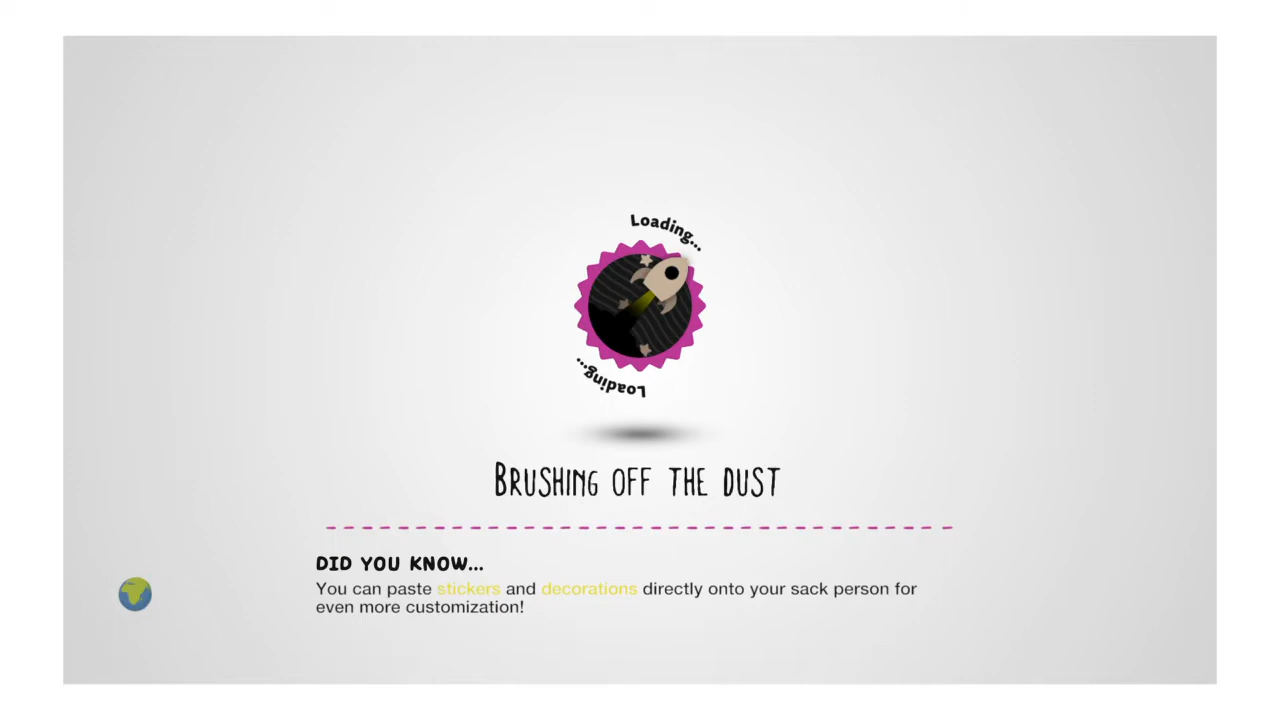 Loading...
Loading...
Brushing off the dust
DID YOU KNOW...
You can paste stickers and decorations directly onto your sack person for
even more customization!